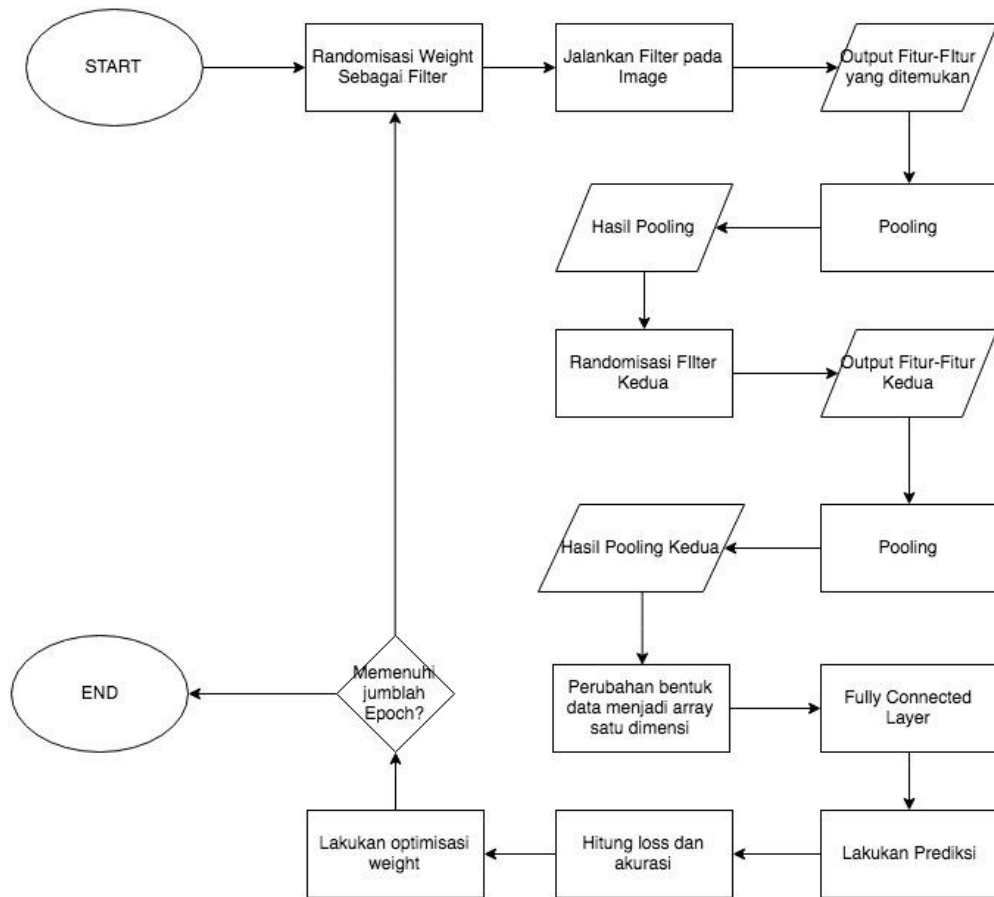 START
Randomisasi Weight
Sebagai Filter
Jalankan Filter pada
Image
Output Fitur-FItur
yang ditemukan
Pooling
Hasil Pooling
Randomisasi FIlter
Kedua
Output Fitur-Fitur
Kedua
Pooling
Hasil Pooling Kedua
Perubahan bentuk
data menjadi array
satu dimensi
Fully Connected
Layer
Lakukan Prediksi
Hitung loss dan
akurasi
Lakukan optimisasi
weight
Memenuhi
jumblah
Epoch?
END